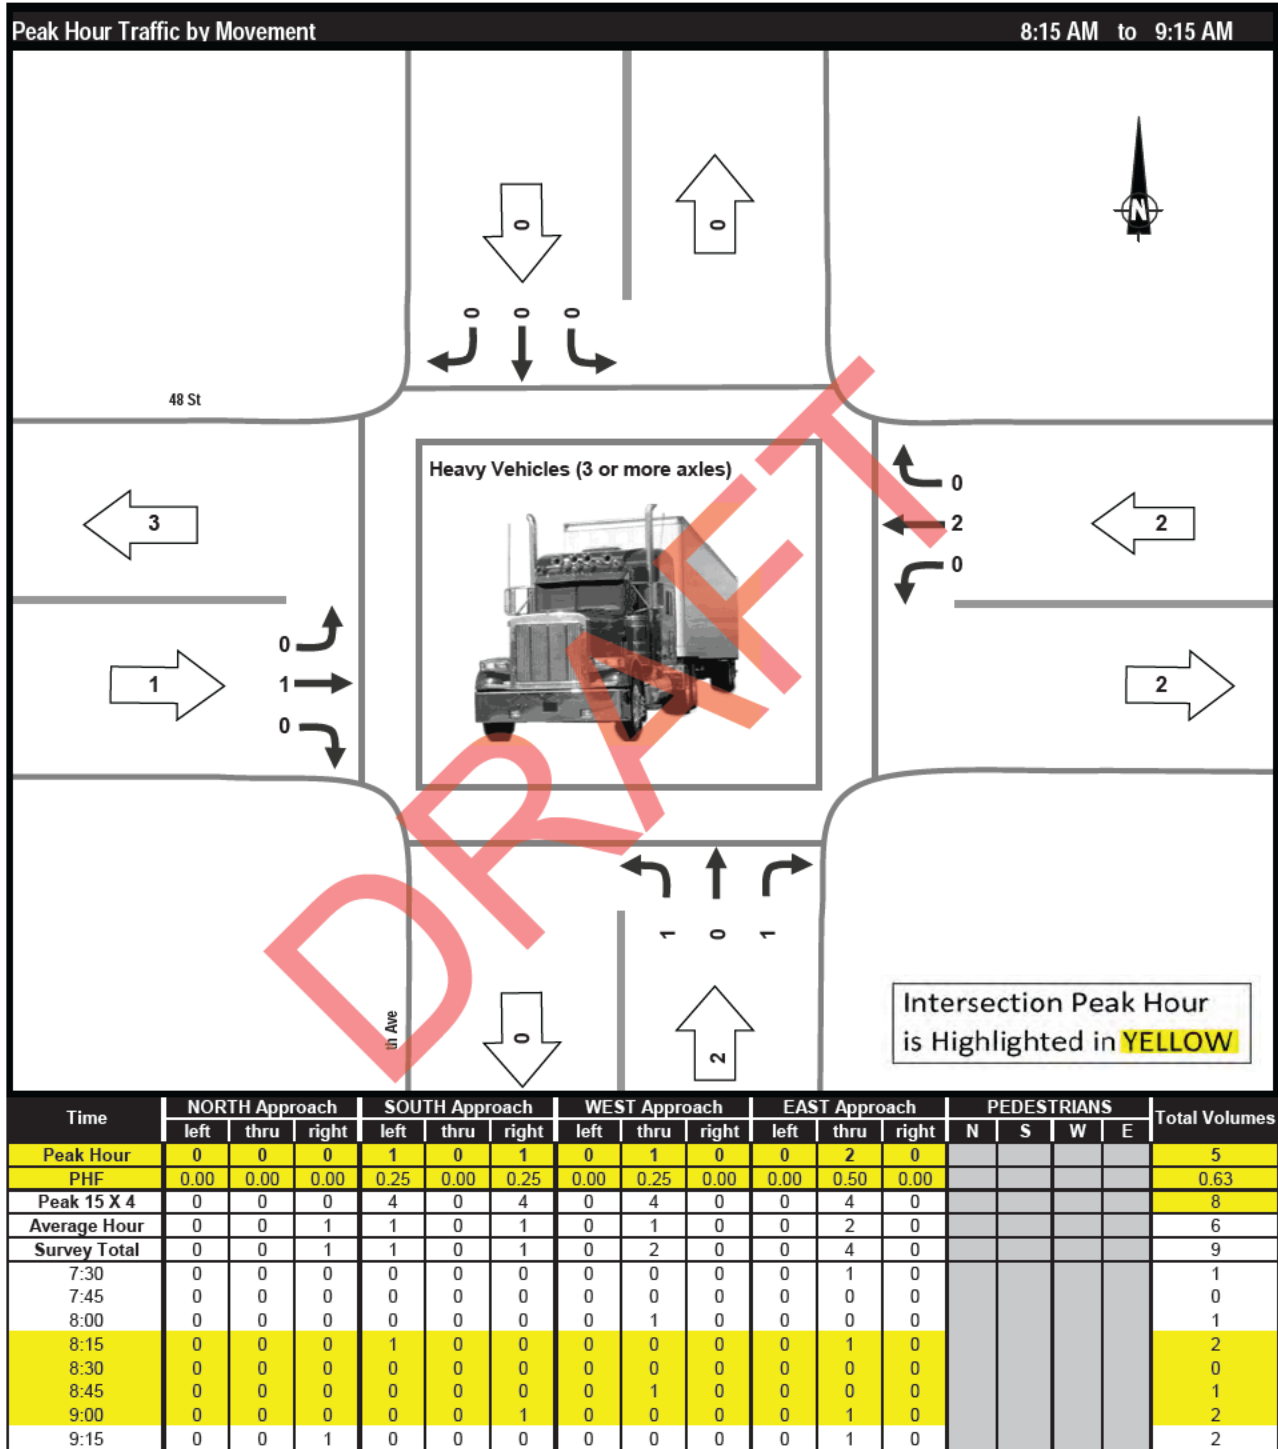 Peak Hour Traffic by Movement 8:15 AM to 9:15 AM
N
0 0
0 0 0
48 St
Heavy Vehicles (3 or more axles)
0
3 2 2
0
0
1 1 2
0
DRAFT
1 0 1
th Ave
0 2
Intersection Peak Hour
is Highlighted in YELLOW
Time NORTH Approach SOUTH Approach WEST Approach EAST Approach PEDESTRIANS Total Volumes
left thru right left thru right left thru right left thru right N S W E
Peak Hour 0 0 0 1 0 1 0 1 0 0 2 0 5
PHF 0.00 0.00 0.00 0.25 0.00 0.25 0.00 0.25 0.00 0.00 0.50 0.00 0.63
Peak 15 X 4 0 0 0 4 0 4 0 4 0 0 4 0 8
Average Hour 0 0 1 1 0 1 0 1 0 0 2 0 6
Survey Total 0 0 1 1 0 1 0 2 0 0 4 0 9
7:30 0 0 0 0 0 0 0 0 0 0 1 0 1
7:45 0 0 0 0 0 0 0 0 0 0 0 0 0
8:00 0 0 0 0 0 0 0 1 0 0 0 0 1
8:15 0 0 0 1 0 0 0 0 0 0 1 0 2
8:30 0 0 0 0 0 0 0 0 0 0 0 0 0
8:45 0 0 0 0 0 0 0 1 0 0 0 0 1
9:00 0 0 0 0 0 1 0 0 0 0 1 0 2
9:15 0 0 1 0 0 0 0 0 0 0 1 0 2